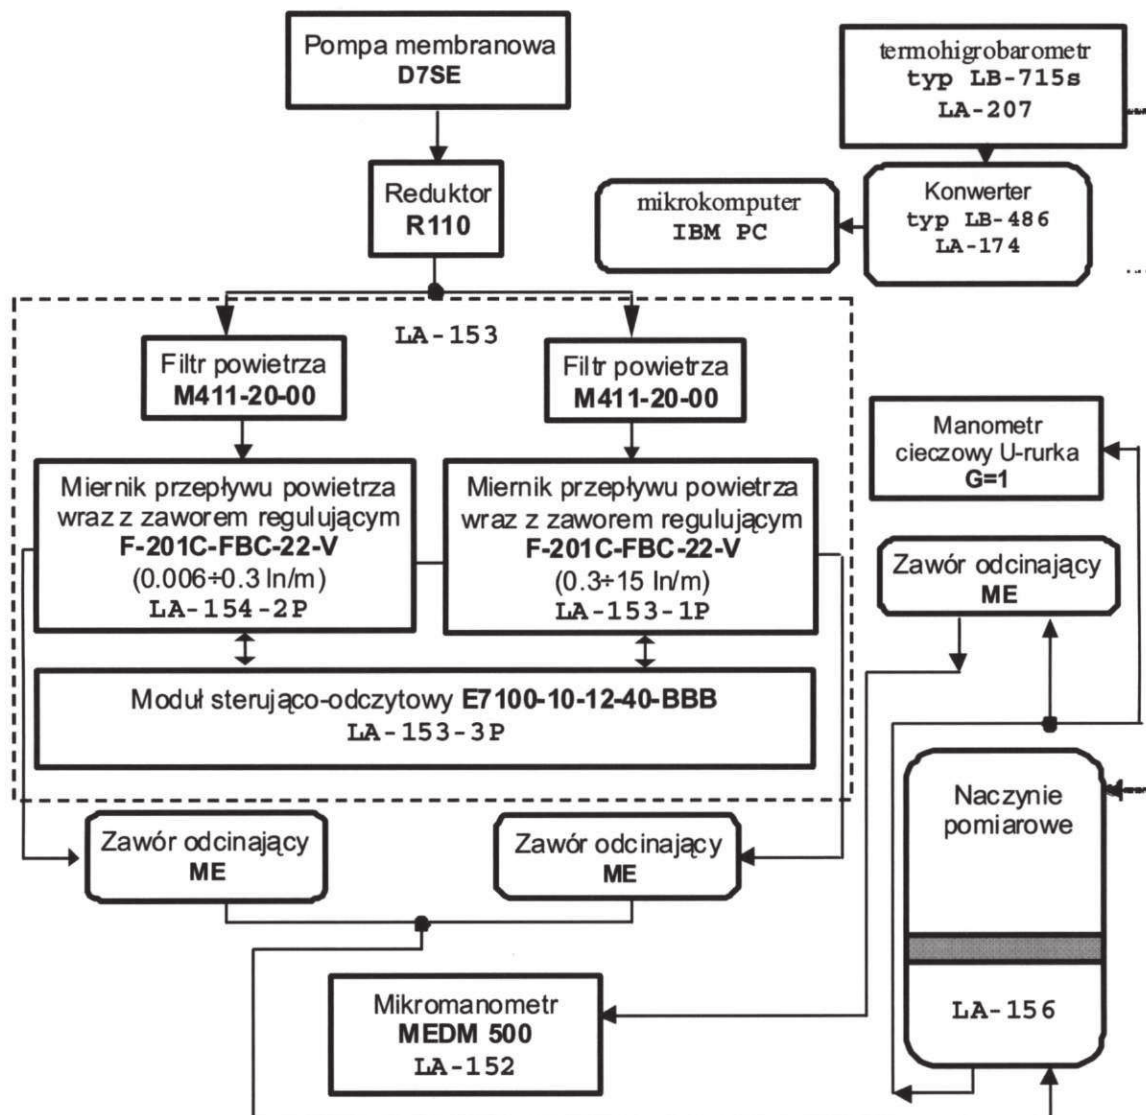 Pompa membranowa
D7SE
termohigrobarometr
typ LB-715s
LA-207
Reduktor
R110
mikrokomputer
IBM PC
Konwerter
typ LB-486
LA-174
LA-153
Filtr powietrza
M411-20-00
Filtr powietrza
M411-20-00
Manometr
cieczowy U-rurka
G=1
Miernik przepływu powietrza
wraz z zaworem regulującym
F-201C-FBC-22-V
(0.006÷0.3 ln/m)
LA-154-2P
Miernik przepływu powietrza
wraz z zaworem regulującym
F-201C-FBC-22-V
(0.3÷15 ln/m)
LA-153-1P
Zawór odcinający
ME
Moduł sterująco-odczytowy E7100-10-12-40-BBB
LA-153-3P
Naczynie
pomiarowe
LA-156
Zawór odcinający
ME
Zawór odcinający
ME
Mikromanometr
MEDM 500
LA-152